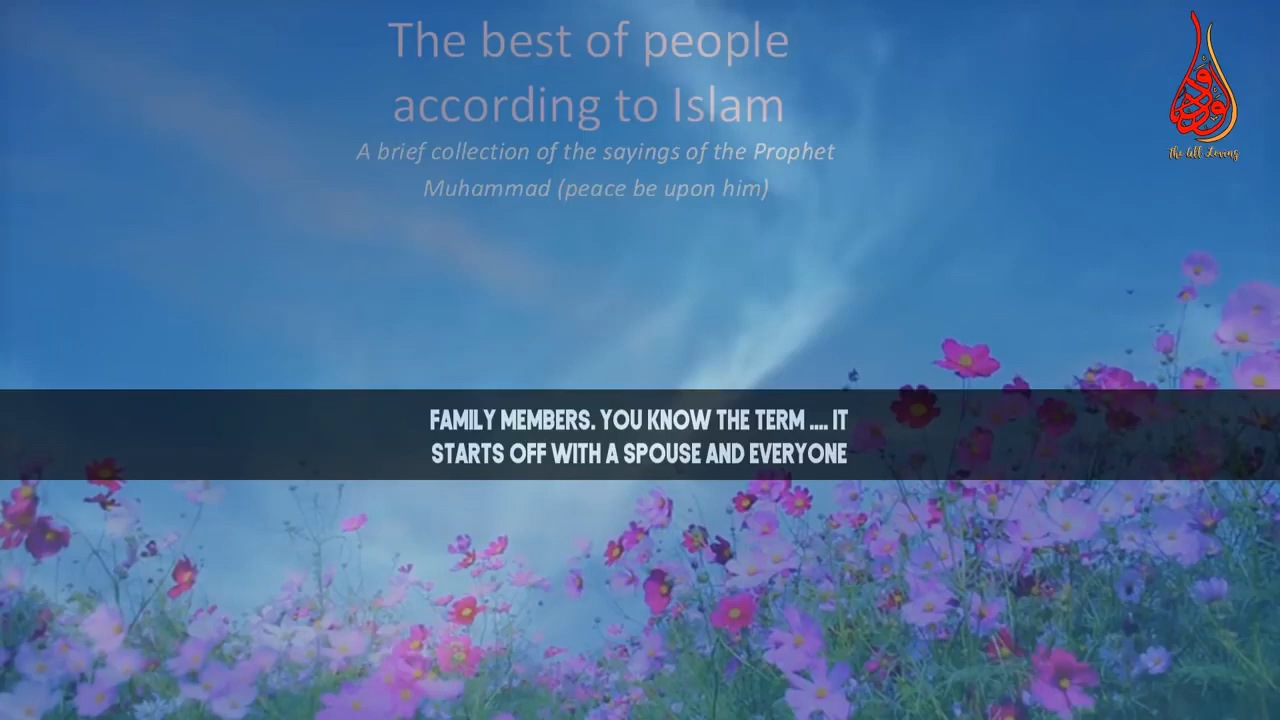 The best of people
according to Islam
A brief collection of the sayings of the Prophet
Muhammad (peace be upon him)
The All Loving
FAMILY MEMBERS. YOU KNOW THE TERM .... IT
STARTS OFF WITH A SPOUSE AND EVERYONE